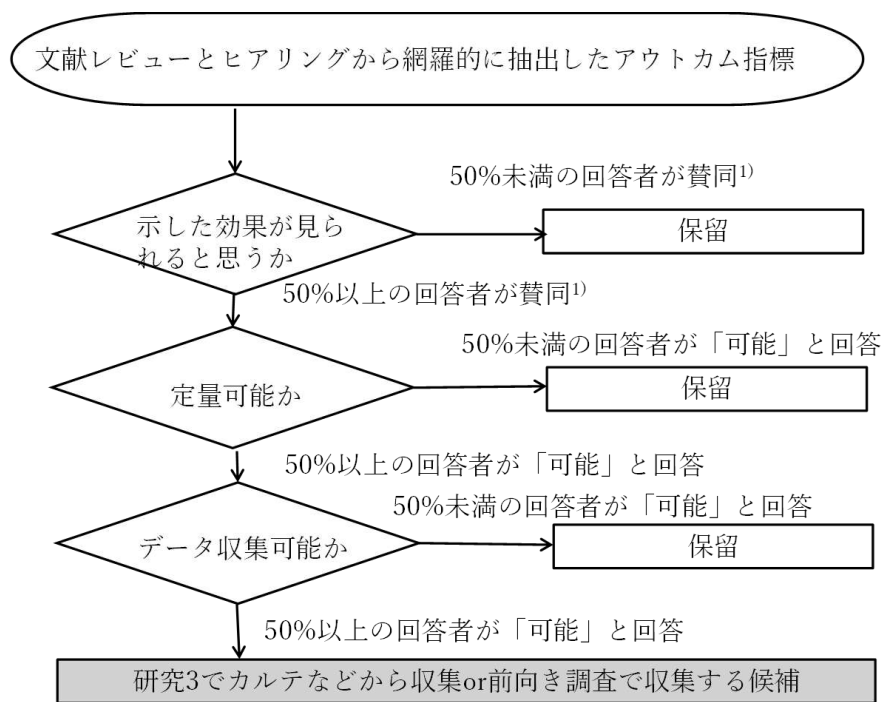 文献レビューとヒアリングから網羅的に抽出したアウトカム指標
50%未満の回答者が賛同1)
示した効果が見ら
れると思うか
保留
50%以上の回答者が賛同1)
50%未満の回答者が「可能」と回答
定量可能か
保留
50%以上の回答者が「可能」と回答
50%未満の回答者が「可能」と回答
データ収集可能か
保留
50%以上の回答者が「可能」と回答
研究3でカルテなどから収集or前向き調査で収集する候補